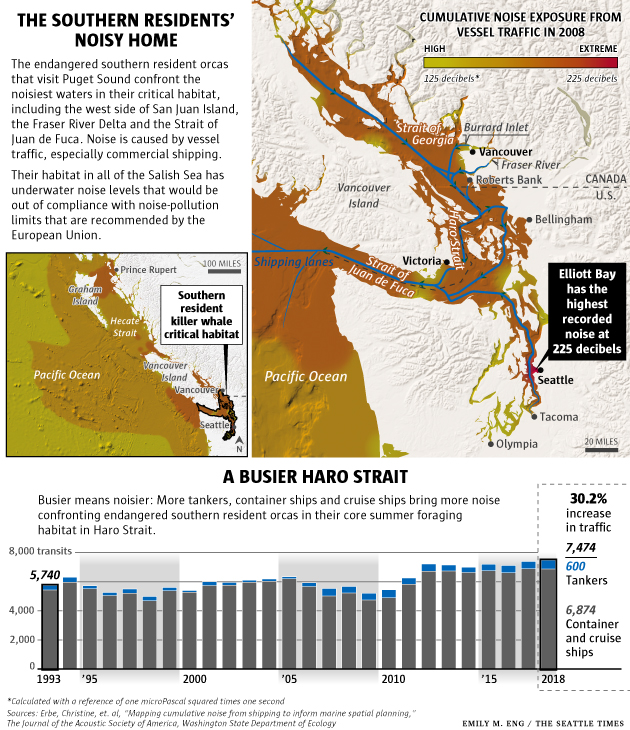 THE SOUTHERN RESIDENTS’
NOISY HOME
The endangered southern resident orcas
that visit Puget Sound confront the
noisiest waters in their critical habitat,
including the west side of San Juan Island,
the Fraser River Delta and the Strait of
Juan de Fuca. Noise is caused by vessel
traffic, especially commercial shipping.
Their habitat in all of the Salish Sea has
underwater noise levels that would be
out of compliance with noise-pollution
limits that are recommended by the
European Union.
CUMULATIVE NOISE EXPOSURE FROM
VESSEL TRAFFIC IN 2008
HIGH
EXTREME
125 decibels*
225 decibels
Strait of
Georgia
Burrard Inlet
Vancouver
Fraser River
Roberts Bank
CANADA
U.S.
Vancouver
Island
Haro Strait
Bellingham
Victoria
Shipping lanes
Strait of
Juan de Fuca
Elliott Bay
has the
highest
recorded
noise at
225 decibels
Pacific Ocean
Seattle
Tacoma
Olympia
20 MILES
100 MILES
Prince Rupert
Graham
Island
Southern
resident
killer whale
critical habitat
Hecate
Strait
Pacific Ocean
Vancouver
Island
Vancouver
Seattle
N
A BUSIER HARO STRAIT
Busier means noisier: More tankers, container ships and cruise ships bring more noise
confronting endangered southern resident orcas in their core summer foraging
habitat in Haro Strait.
30.2%
increase
in traffic
8,000 transits
7,474
5,740
600
Tankers
6,874
Container
and cruise
ships
4,000
2,000
0
1993
’95
2000
’05
2010
’15
2018
*Calculated with a reference of one microPascal squared times one second
Sources: Erbe, Christine, et. al, “Mapping cumulative noise from shipping to inform marine spatial planning,”
The Journal of the Acoustic Society of America, Washington State Department of Ecology
EMILY M. ENG / THE SEATTLE TIMES